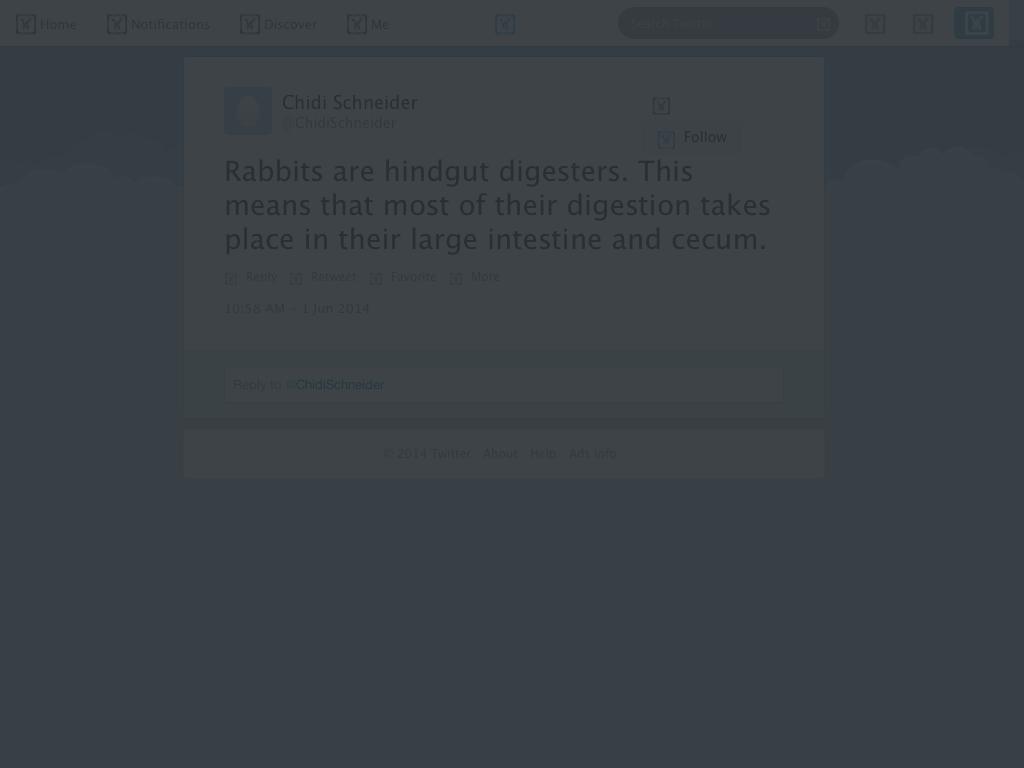 Home Notifications Discover Me Search Twitter
Chidi Schneider
@ChidiSchneider
Follow
Rabbits are hindgut digesters. This
means that most of their digestion takes
place in their large intestine and cecum.
Reply Retweet Favorite More
10:58 AM - 1 Jun 2014
Reply to @ChidiSchneider
© 2014 Twitter About Help Ads info